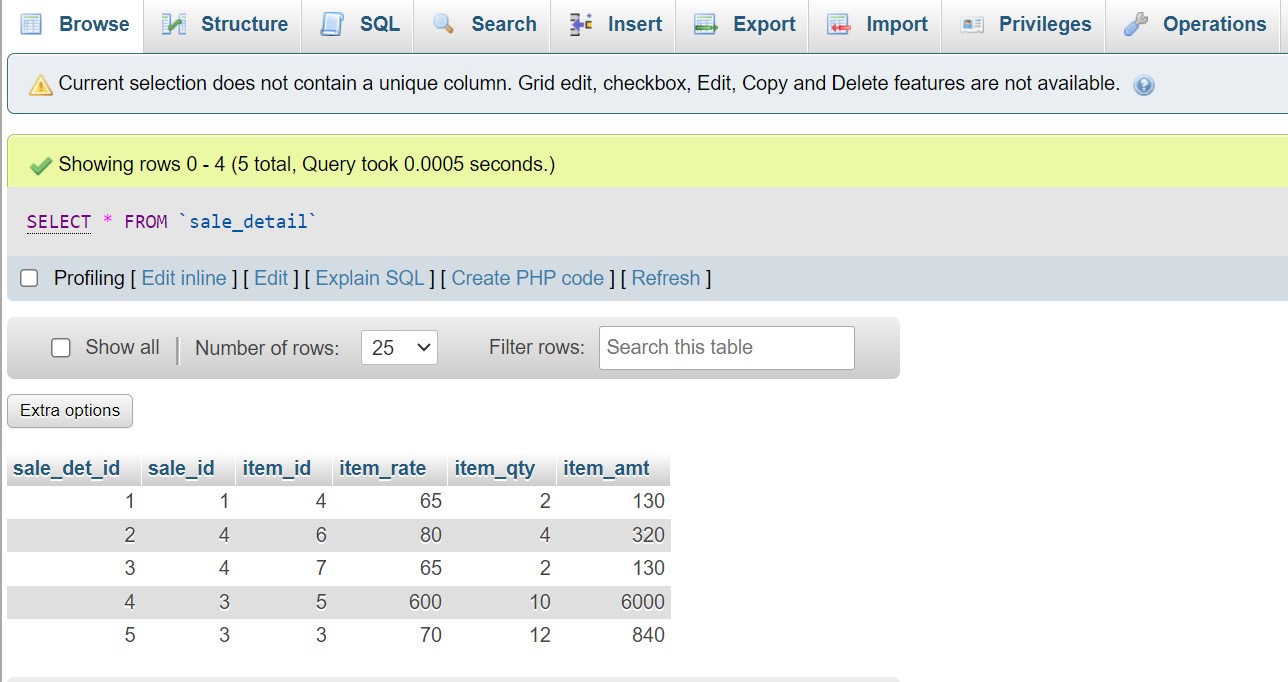 Browse Structure SQL Search Insert Export Import Privileges Operations
Current selection does not contain a unique column. Grid edit, checkbox, Edit, Copy and Delete features are not available.
Showing rows 0 - 4 (5 total, Query took 0.0005 seconds.)
SELECT * FROM `sale_detail`
Profiling [ Edit inline ] [ Edit ] [ Explain SQL ] [ Create PHP code ] [ Refresh ]
Show all | Number of rows: 25 Filter rows: Search this table
Extra options
sale_det_id sale_id item_id item_rate item_qty item_amt
1 1 4 65 2 130
2 4 6 80 4 320
3 4 7 65 2 130
4 3 5 600 10 6000
5 3 3 70 12 840